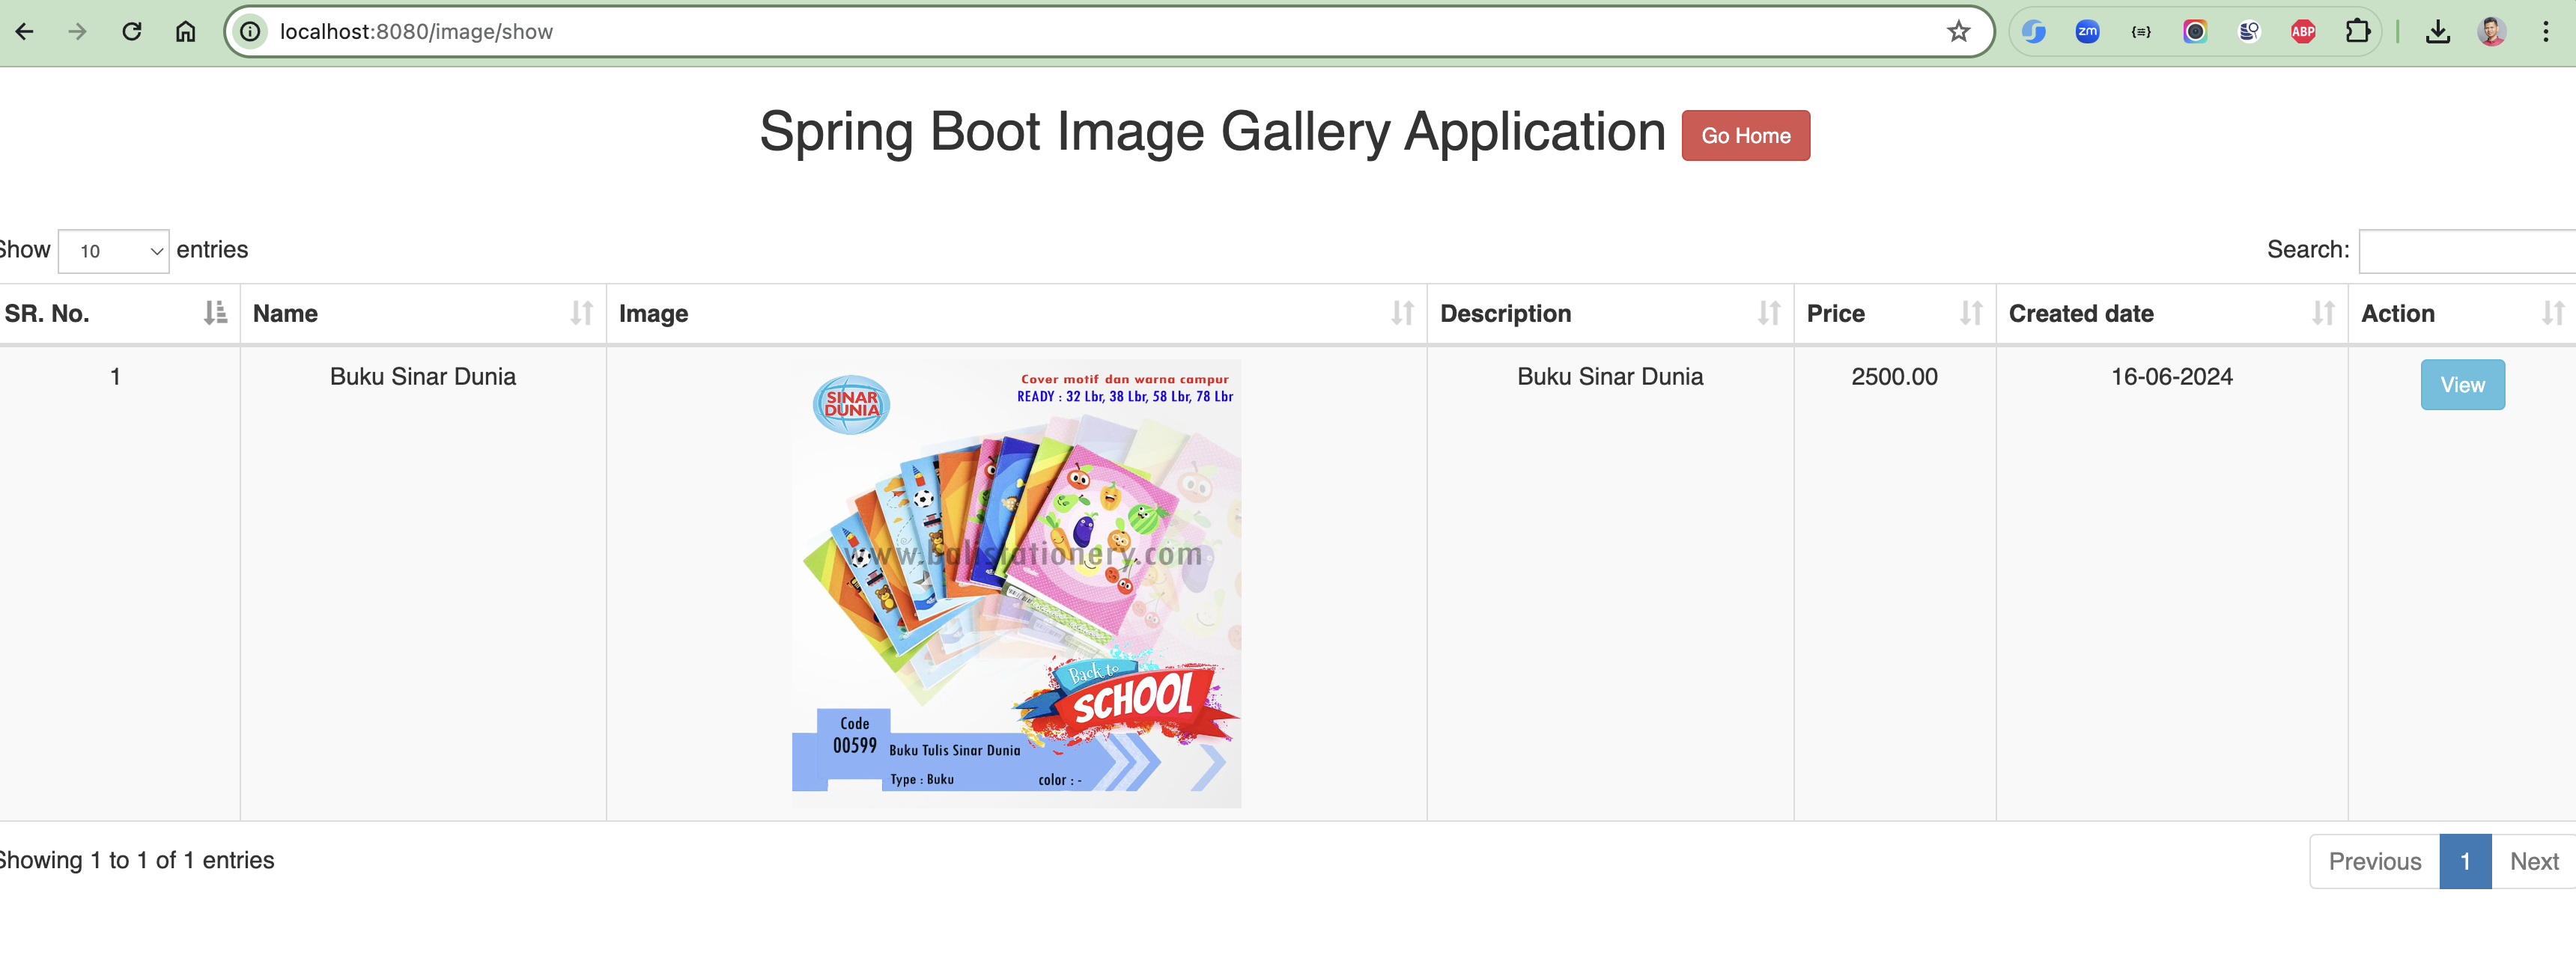 localhost:8080/image/show
zm
ABP
Spring Boot Image Gallery Application
Go Home
Show 10 entries
Search:
SR. No. Name Image Description Price Created date Action
1 Buku Sinar Dunia
SINAR
DUNIA
Cover motif dan warna campur
READY : 32 Lbr, 38 Lbr, 58 Lbr, 78 Lbr
www.balistationery.com
Back to
SCHOOL
Code
00599
Buku Tulis Sinar Dunia
Type : Buku color : -
Buku Sinar Dunia 2500.00 16-06-2024 View
Showing 1 to 1 of 1 entries
Previous 1 Next